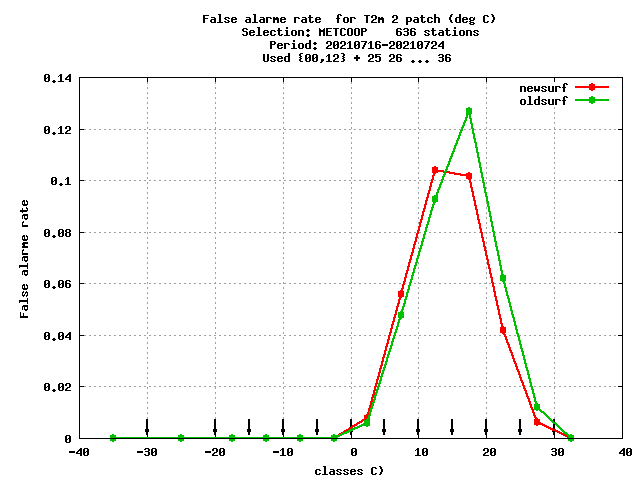 False alarme rate  for T2m 2 patch (deg C)
Selection: METCOOP    636 stations
Period: 20210716-20210724
Used {00,12} + 25 26 ... 36
newsurf
oldsurf
False alarme rate
0.14
0.12
0.1
0.08
0.06
0.04
0.02
0
-40 -30 -20 -10 0 10 20 30 40
classes C)